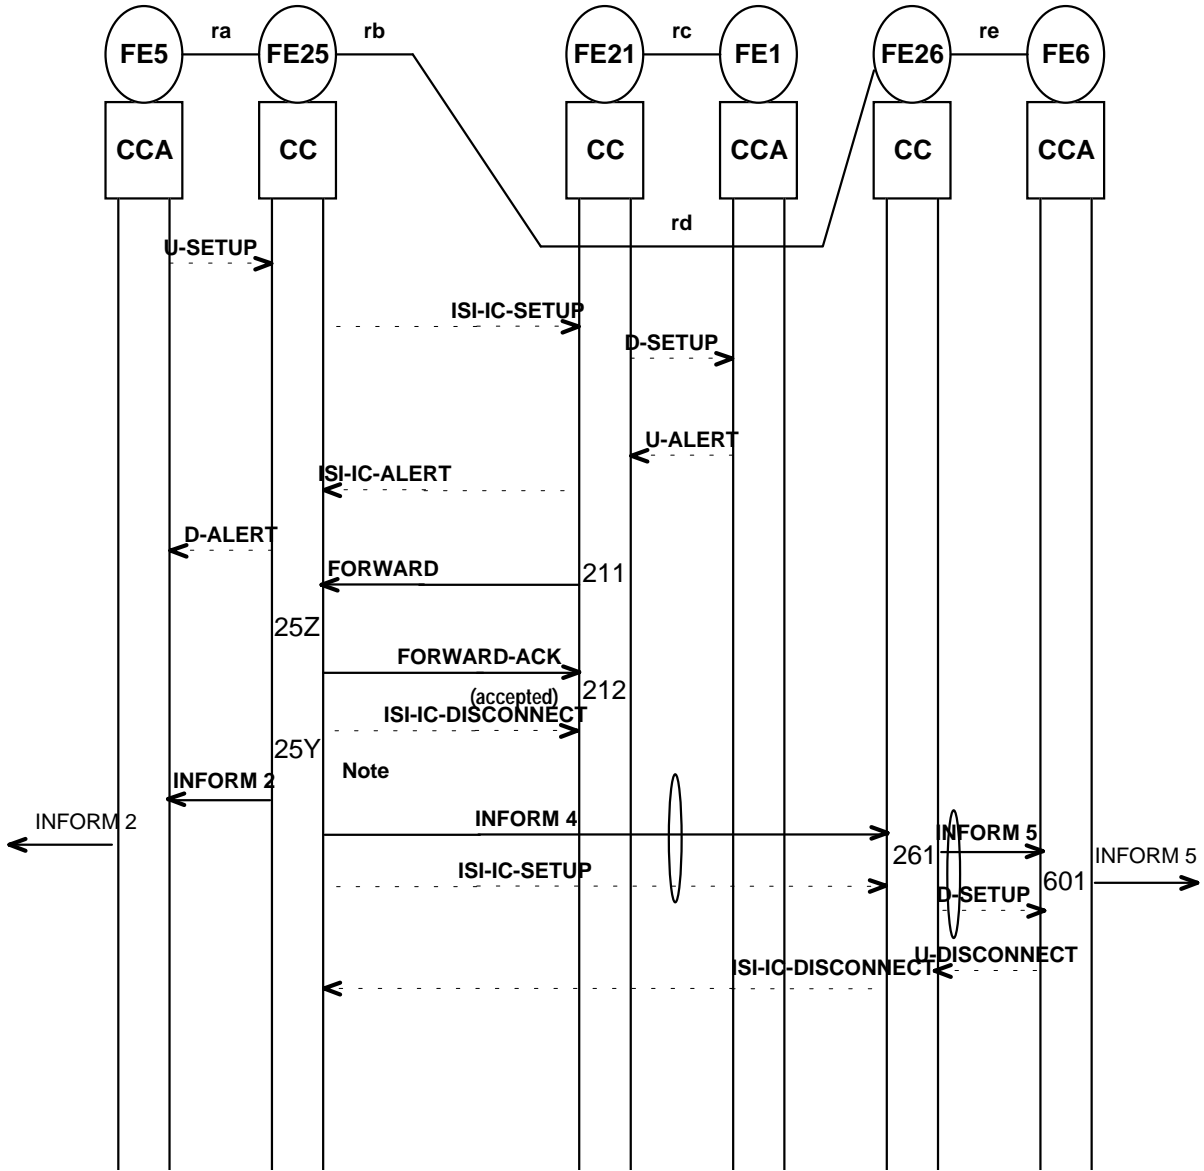 ra rb rc re
FE5 FE25 FE21 FE1 FE26 FE6
CCA CC CC CCA CC CCA
rd
U-SETUP
ISI-IC-SETUP
D-SETUP
U-ALERT
ISI-IC-ALERT
D-ALERT
FORWARD
211
25Z
FORWARD-ACK
(accepted)
212
ISI-IC-DISCONNECT
25Y
Note
INFORM 2
INFORM 2
INFORM 4
INFORM 5
261
INFORM 5
ISI-IC-SETUP
601
D-SETUP
U-DISCONNECT
ISI-IC-DISCONNECT